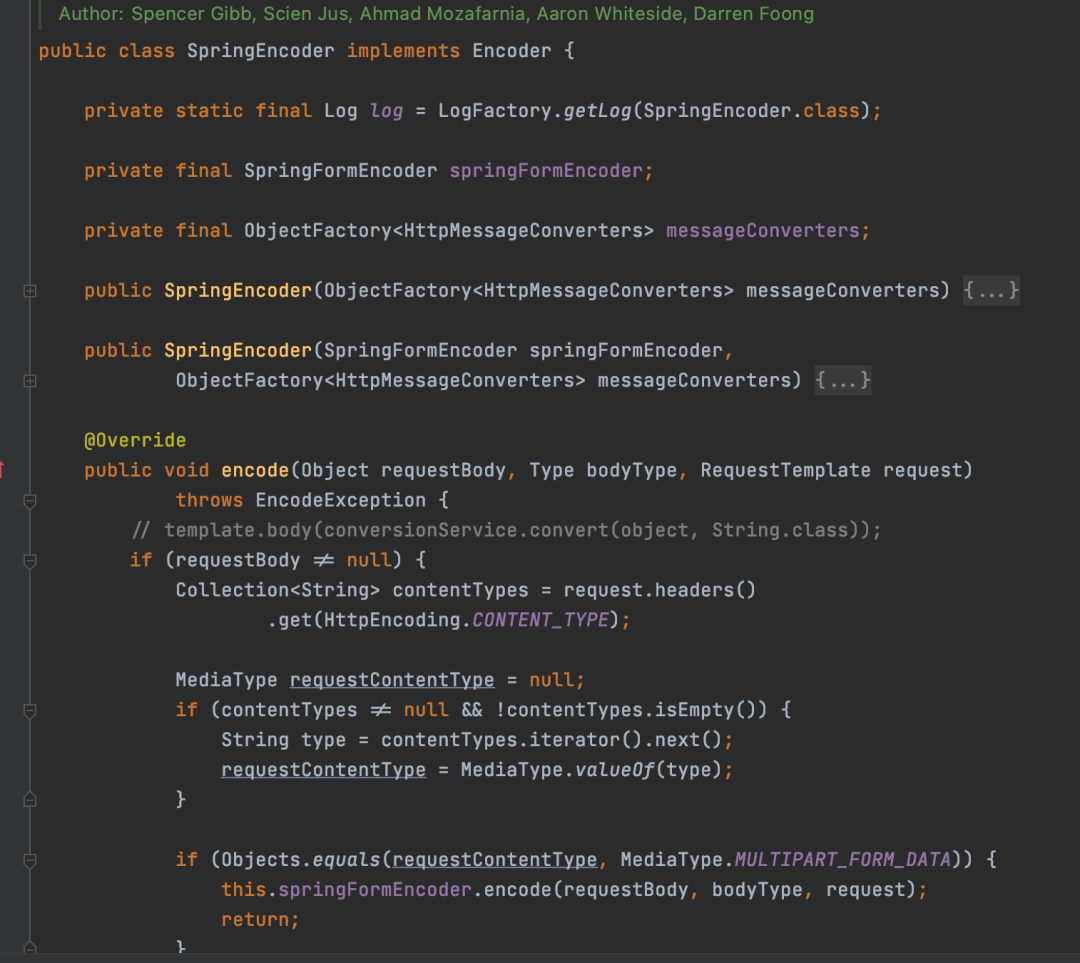 Author: Spencer Gibb, Scien Jus, Ahmad Mozafarnia, Aaron Whiteside, Darren Foong
public class SpringEncoder implements Encoder {
private static final Log log = LogFactory.getLog(SpringEncoder.class);
private final SpringFormEncoder springFormEncoder;
private final ObjectFactory<HttpMessageConverters> messageConverters;
public SpringEncoder(ObjectFactory<HttpMessageConverters> messageConverters) {...}
public SpringEncoder(SpringFormEncoder springFormEncoder,
ObjectFactory<HttpMessageConverters> messageConverters) {...}
@Override
public void encode(Object requestBody, Type bodyType, RequestTemplate request)
throws EncodeException {
// template.body(conversionService.convert(object, String.class));
if (requestBody ≠ null) {
Collection<String> contentTypes = request.headers()
.get(HttpEncoding.CONTENT_TYPE);
MediaType requestContentType = null;
if (contentTypes ≠ null && !contentTypes.isEmpty()) {
String type = contentTypes.iterator().next();
requestContentType = MediaType.valueOf(type);
}
if (Objects.equals(requestContentType, MediaType.MULTIPART_FORM_DATA)) {
this.springFormEncoder.encode(requestBody, bodyType, request);
return;
}